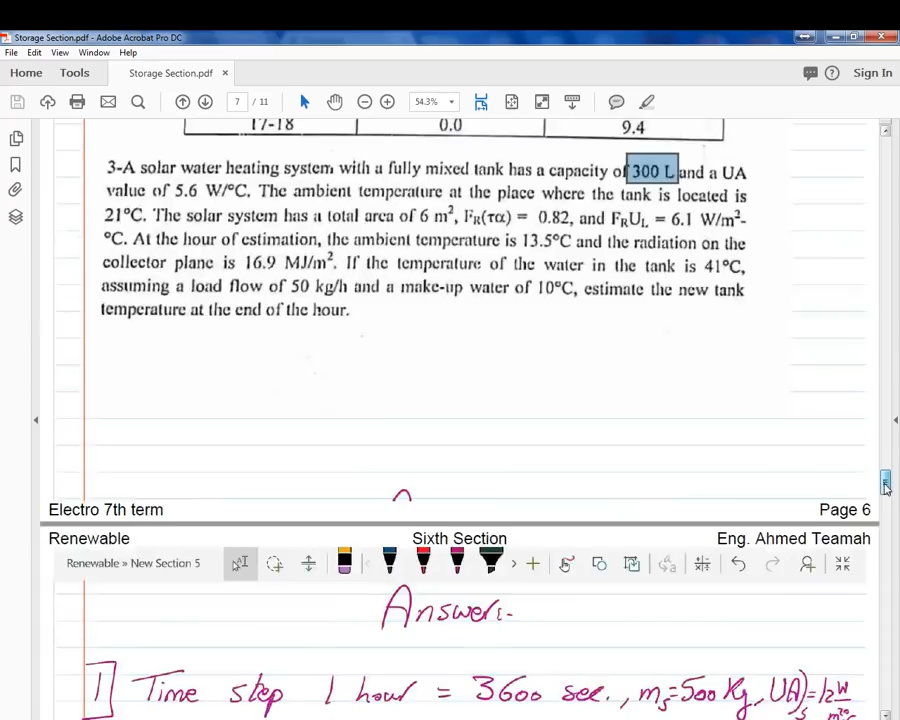 Storage Section.pdf - Adobe Acrobat Pro DC
File Edit View Window Help
Home Tools Storage Section.pdf × Sign In
7 / 11 54.3%
17-18 0.0 9.4
3-A solar water heating system with a fully mixed tank has a capacity of 300 L and a UA
value of 5.6 W/°C. The ambient temperature at the place where the tank is located is
21°C. The solar system has a total area of 6 m², FR(τα) = 0.82, and FRUL = 6.1 W/m²-
°C. At the hour of estimation, the ambient temperature is 13.5°C and the radiation on the
collector plane is 16.9 MJ/m². If the temperature of the water in the tank is 41°C,
assuming a load flow of 50 kg/h and a make-up water of 10°C, estimate the new tank
temperature at the end of the hour.
Electro 7th term Page 6
Renewable Sixth Section Eng. Ahmed Teamah
Renewable » New Section 5
Answer:-
1 Time step 1 hour = 3600 sec., ms=500 Kg, UA)s=12 W/m²°C